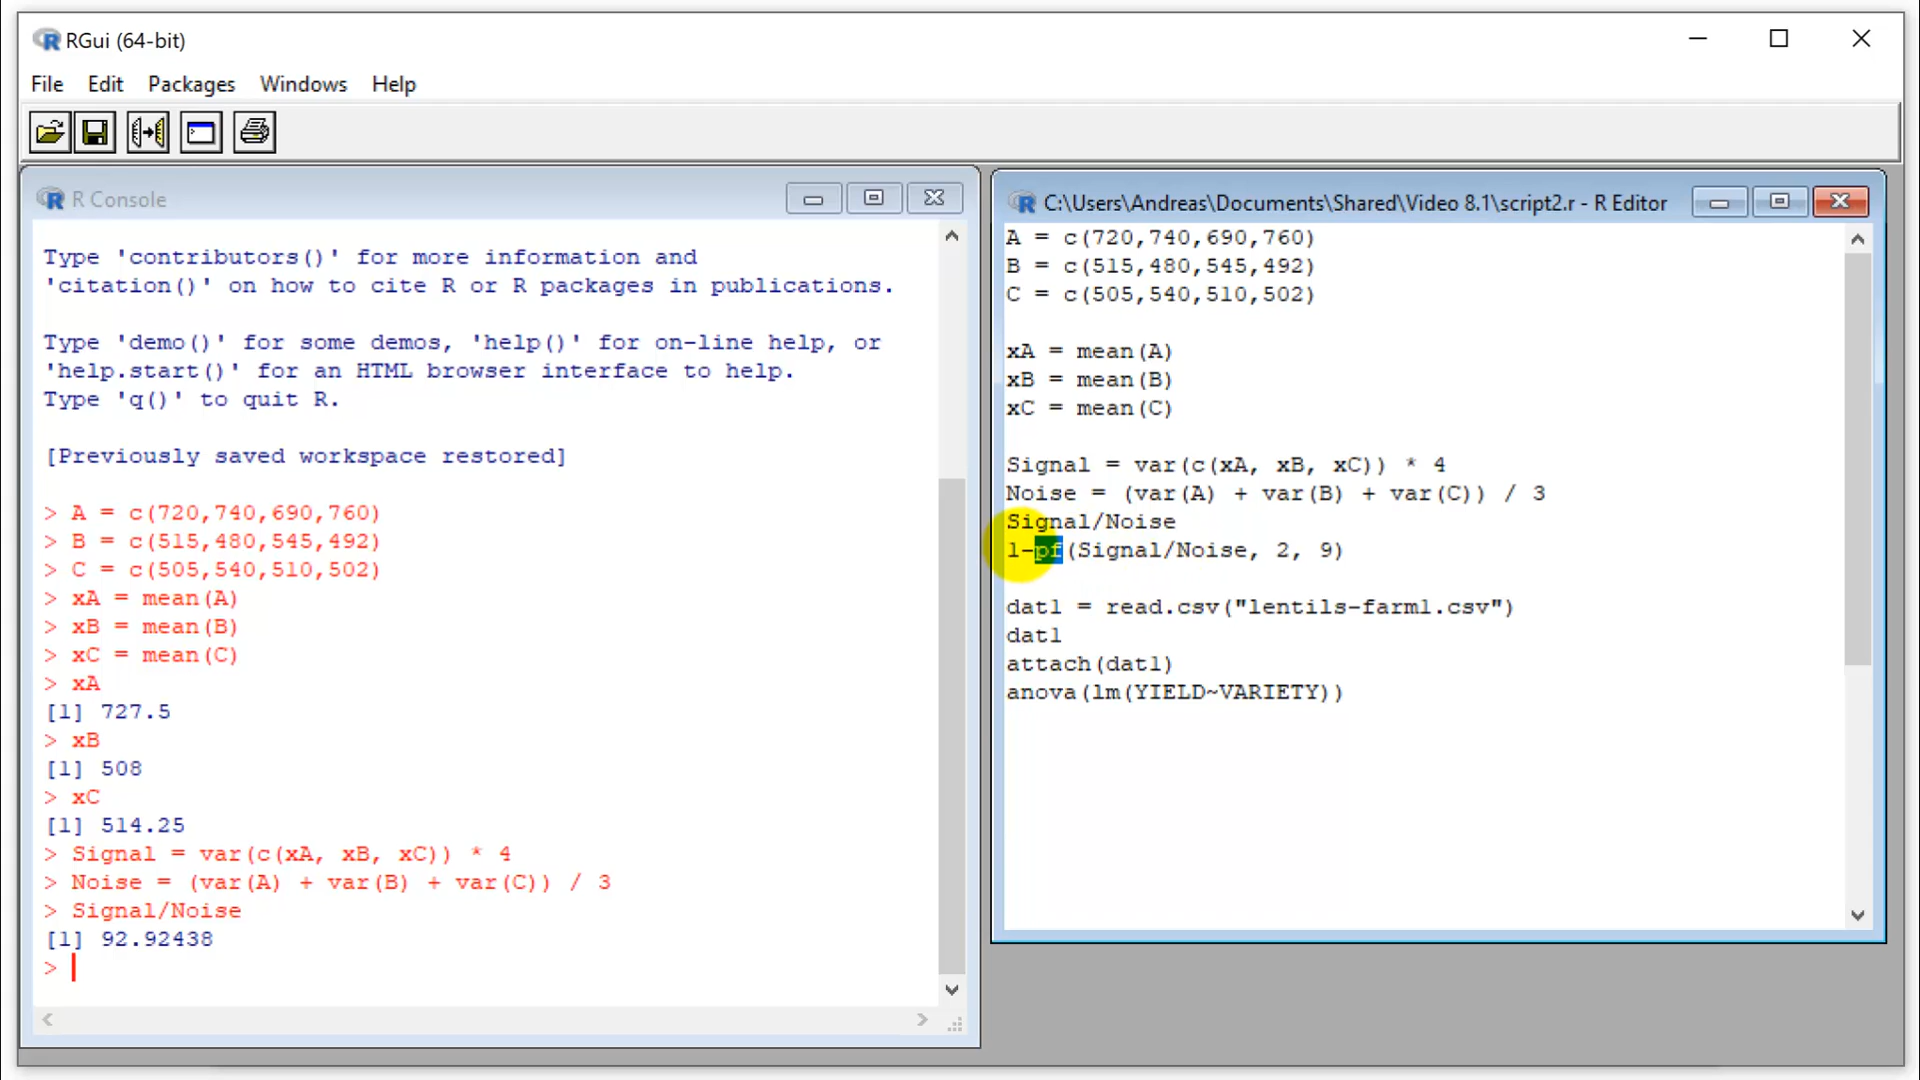 RGui (64-bit)
File Edit Packages Windows Help
R Console
Type 'contributors()' for more information and
'citation()' on how to cite R or R packages in publications.
Type 'demo()' for some demos, 'help()' for on-line help, or
'help.start()' for an HTML browser interface to help.
Type 'q()' to quit R.
[Previously saved workspace restored]
> A = c(720,740,690,760)
> B = c(515,480,545,492)
> C = c(505,540,510,502)
> xA = mean(A)
> xB = mean(B)
> xC = mean(C)
> xA
[1] 727.5
> xB
[1] 508
> xC
[1] 514.25
> Signal = var(c(xA, xB, xC)) * 4
> Noise = (var(A) + var(B) + var(C)) / 3
> Signal/Noise
[1] 92.92438
>
C:\Users\Andreas\Documents\Shared\Video 8.1\script2.r - R Editor
A = c(720,740,690,760)
B = c(515,480,545,492)
C = c(505,540,510,502)
xA = mean(A)
xB = mean(B)
xC = mean(C)
Signal = var(c(xA, xB, xC)) * 4
Noise = (var(A) + var(B) + var(C)) / 3
Signal/Noise
1-pf(Signal/Noise, 2, 9)
dat1 = read.csv("lentils-farm1.csv")
dat1
attach(dat1)
anova(lm(YIELD~VARIETY))